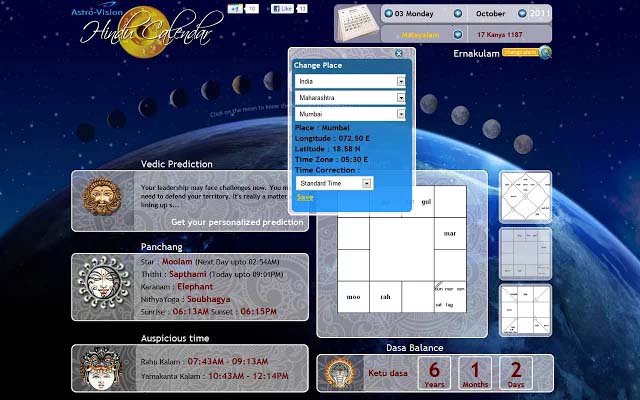 Astro-Vision
Hindu Calendar
10
Like
13
03 Monday
October
2011
Malayalam
17 Kanya 1187
Ernakulam
change place
Click on the moon to know the
Change Place
India
Maharashtra
Mumbai
Place : Mumbai
Longitude : 072.50 E
Latitude : 18.58 N
Time Zone : 05:30 E
Time Correction :
Standard Time
Save
Vedic Prediction
Your leadership may face challenges now. You m
need to defend your territory. It's really a matter
lining up s...
Get your personalized prediction
gul
mar
moo
rah
sun mer ven
sat lag
Panchang
Star : Moolam (Next Day upto 02:54AM)
Thithi : Sapthami (Today upto 09:01PM)
Karanam : Elephant
NithyaYoga : Soubhagya
Sunrise : 06:13AM Sunset : 06:15PM
Auspicious time
Rahu Kalam : 07:43AM - 09:13AM
Yamakanta Kalam : 10:43AM - 12:14PM
Dasa Balance
Ketu dasa
6
Years
1
Months
2
Days